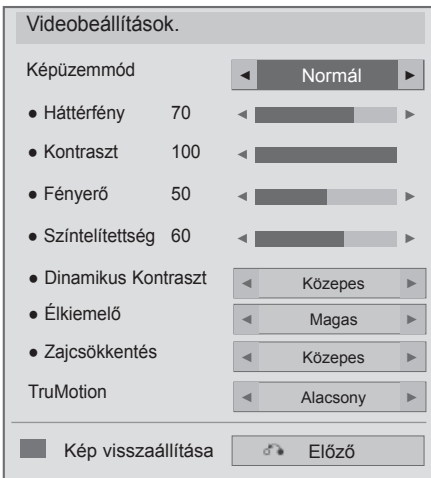 Videobeállítások.
Képüzemmód ◄ Normál ►
● Háttérfény 70 ◄ ►
● Kontraszt 100 ◄
● Fényerő 50 ◄ ►
● Színtelítettség 60 ◄ ►
● Dinamikus Kontraszt ◄ Közepes ►
● Élkiemelő ◄ Magas ►
● Zajcsökkentés ◄ Közepes ►
TruMotion ◄ Alacsony ►
Kép visszaállítása Előző